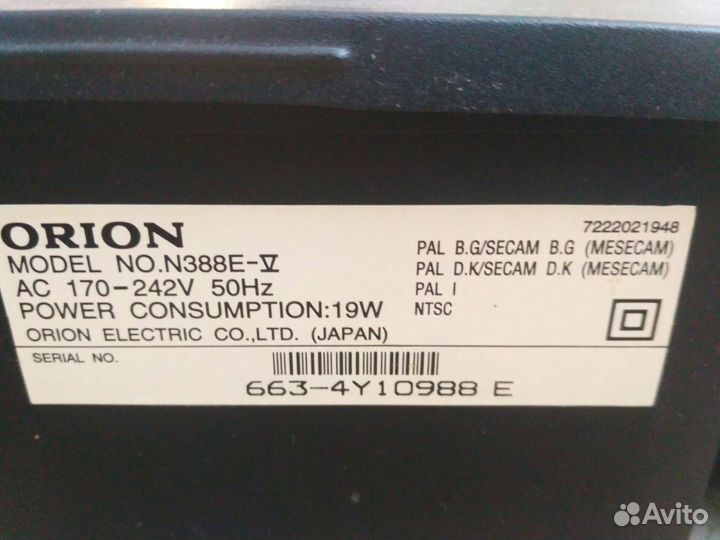 ORION
MODEL NO.N388E-V
AC 170-242V 50Hz
POWER CONSUMPTION:19W
ORION ELECTRIC CO.,LTD. (JAPAN)
7222021948
PAL B.G/SECAM B.G (MESECAM)
PAL D.K/SECAM D.K (MESECAM)
PAL I
NTSC
SERIAL NO.
663-4Y10988 E
Avito